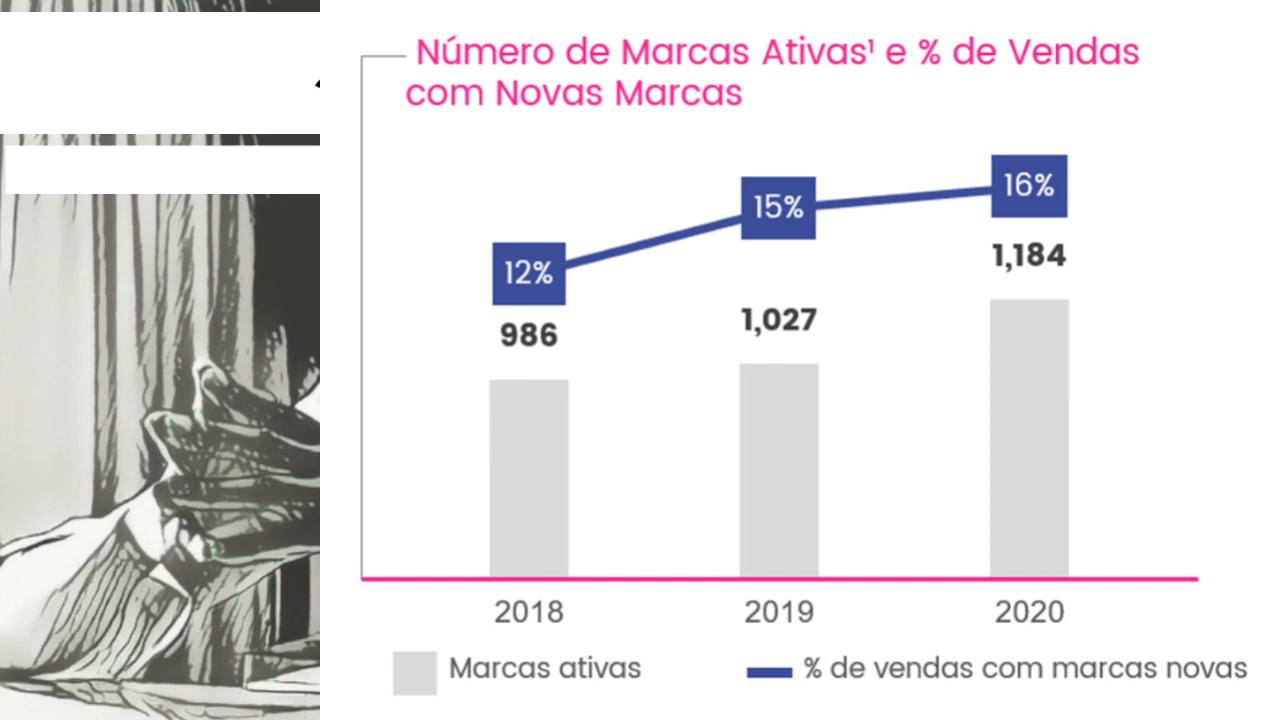 Número de Marcas Ativas¹ e % de Vendas
com Novas Marcas
12%
15%
16%
986
1,027
1,184
2018
2019
2020
Marcas ativas
% de vendas com marcas novas